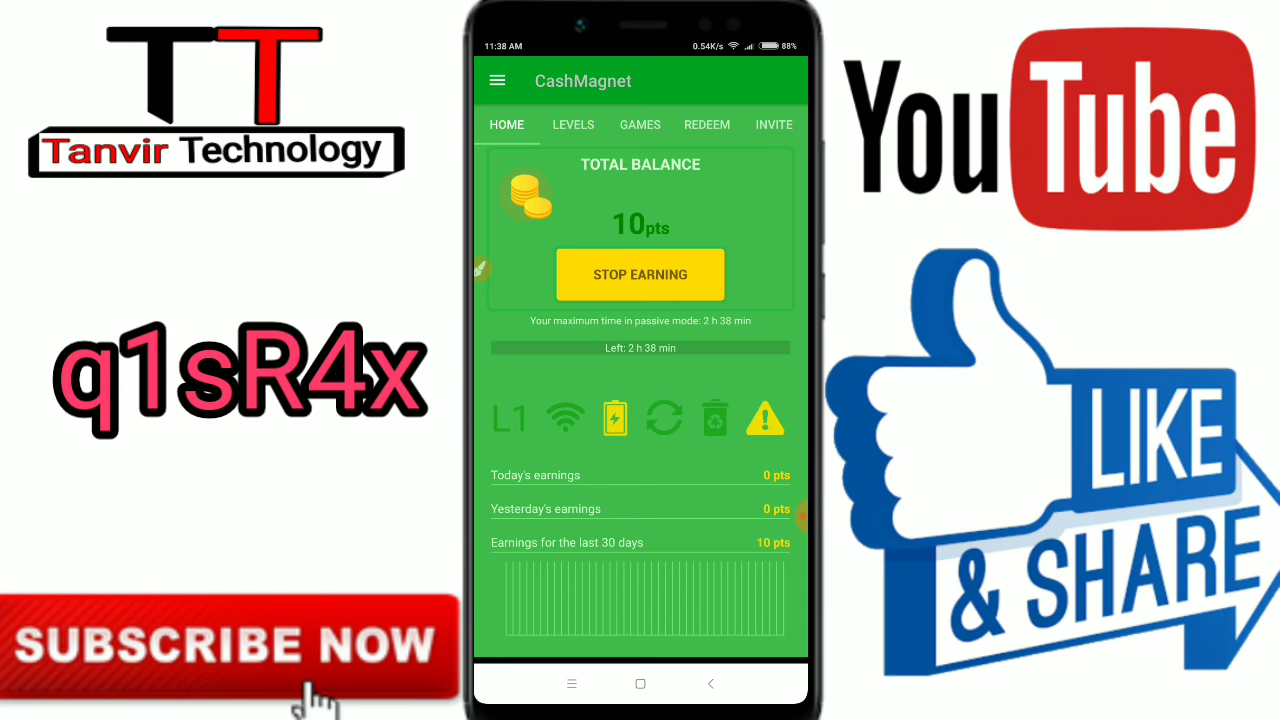 TT
Tanvir Technology
q1sR4x
SUBSCRIBE NOW
11:38 AM
0.54K/s
88%
CashMagnet
HOME
LEVELS
GAMES
REDEEM
INVITE
TOTAL BALANCE
10pts
STOP EARNING
Your maximum time in passive mode: 2 h 38 min
Left: 2 h 38 min
L1
Today's earnings 0 pts
Yesterday's earnings 0 pts
Earnings for the last 30 days 10 pts
YouTube
LIKE
& SHARE